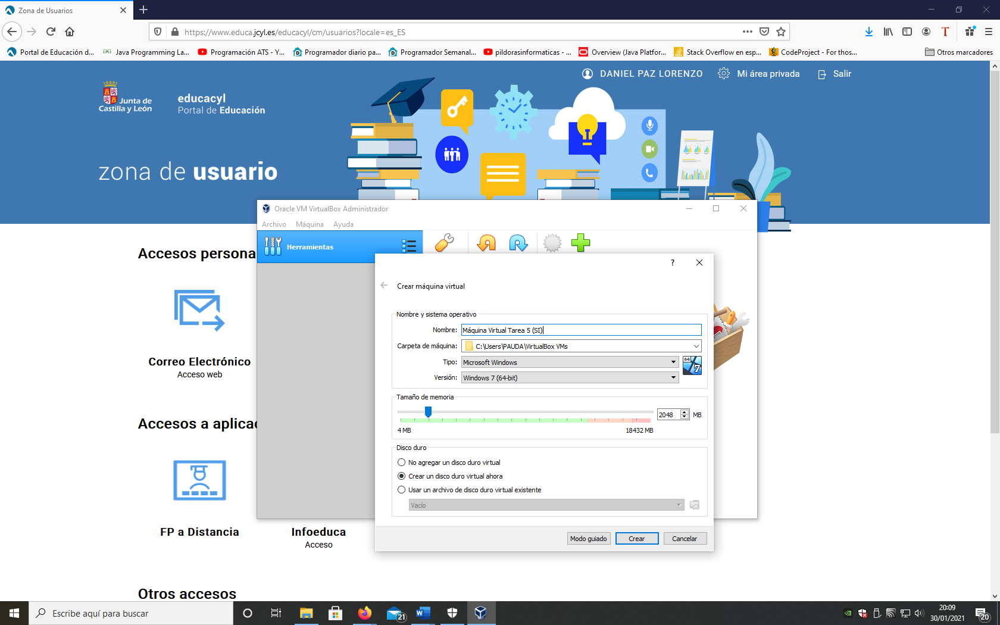 Zona de Usuarios
https://www.educa.jcyl.es/educacyl/cm/usuarios?locale=es_ES
Portal de Educación d...
Java Programming La...
Programación ATS - Y...
Programador diario pa...
Programador Semanal...
pildorasinformaticas - ...
Overview (Java Platfor...
Stack Overflow en esp...
CodeProject - For thos...
Otros marcadores
DANIEL PAZ LORENZO
Mi área privada
Salir
Junta de
Castilla y León
educacyl
Portal de Educación
zona de usuario
Oracle VM VirtualBox Administrador
Archivo Máquina Ayuda
Herramientas
Accesos persona
Correo Electrónico
Acceso web
Accesos a aplicac
FP a Distancia
Infoeduca
Acceso
Otros accesos
?
Crear máquina virtual
Nombre y sistema operativo
Nombre: Máquina Virtual Tarea 5 (SI)
Carpeta de máquina: C:\Users\PAUDA\VirtualBox VMs
Tipo: Microsoft Windows
64
7
Versión: Windows 7 (64-bit)
Tamaño de memoria
2048 MB
4 MB 18432 MB
Disco duro
No agregar un disco duro virtual
Crear un disco duro virtual ahora
Usar un archivo de disco duro virtual existente
Vacío
Modo guiado Crear Cancelar
Escribe aquí para buscar
21
20:09
30/01/2021
20